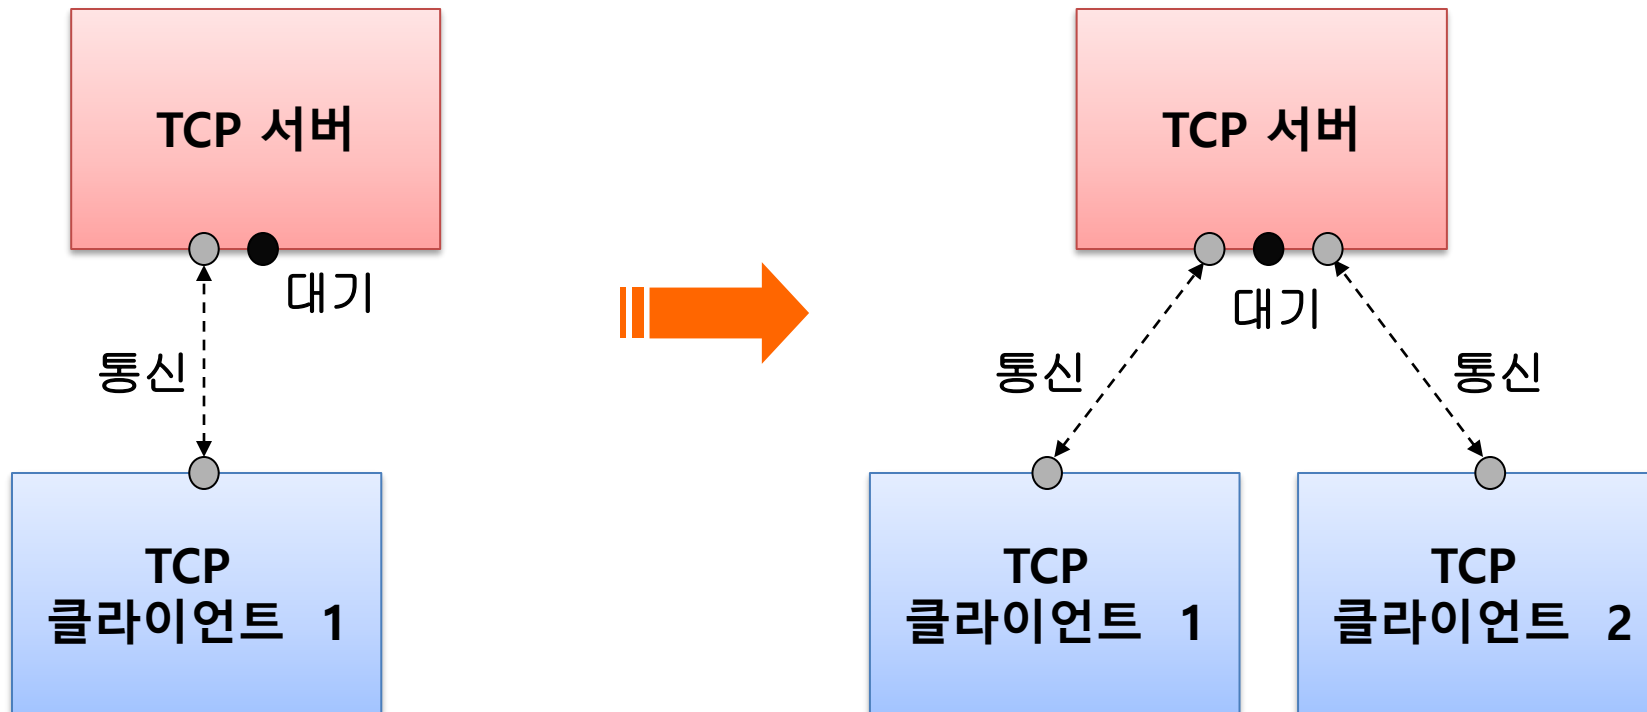 TCP 서버
대기
통신
TCP
클라이언트 1
TCP 서버
대기
통신
통신
TCP
클라이언트 1
TCP
클라이언트 2